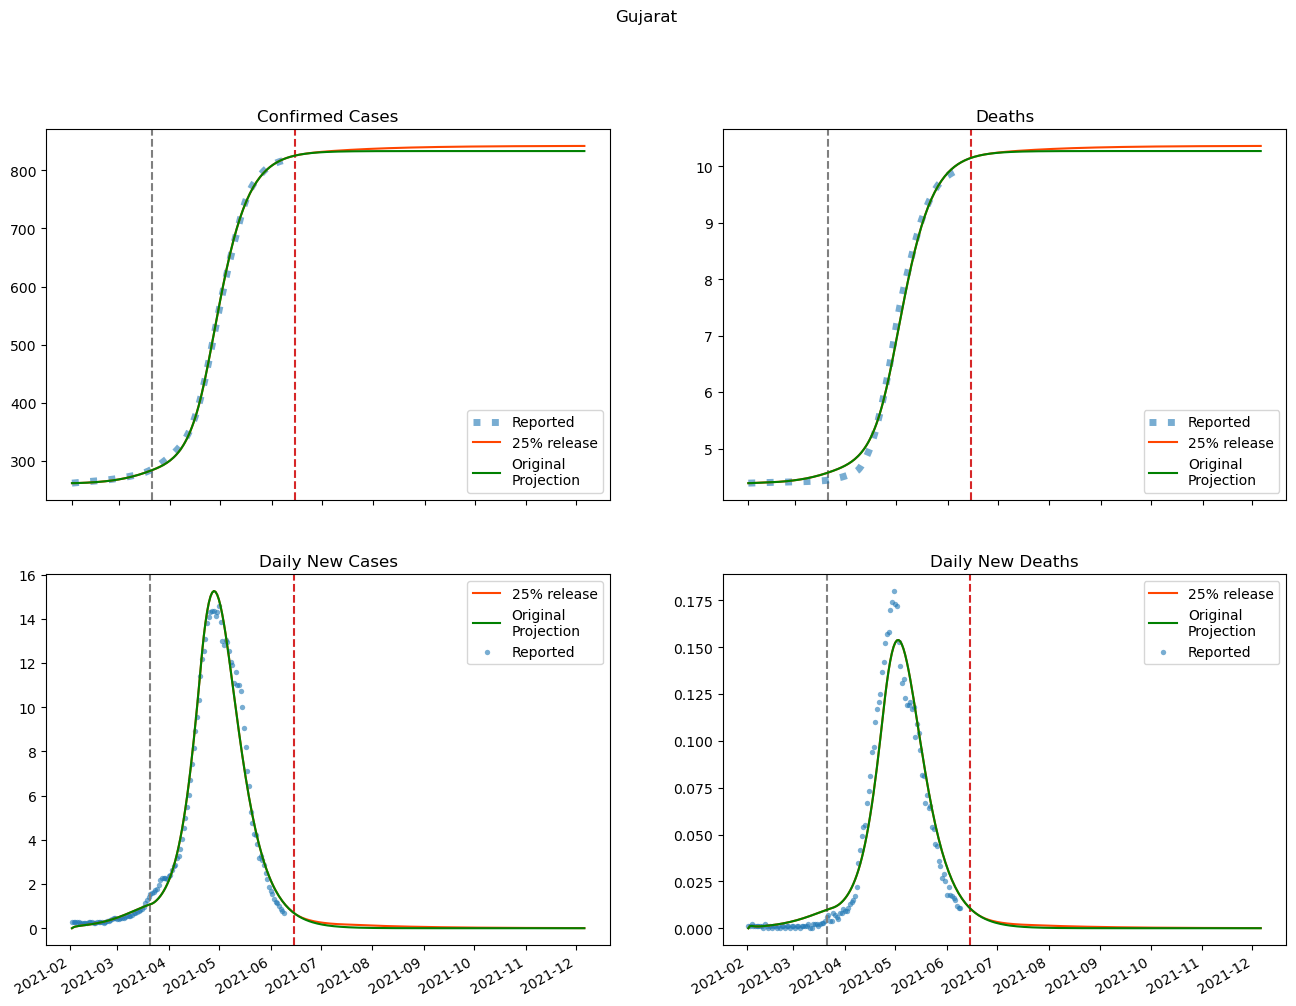 Gujarat
Confirmed Cases
800
700
600
500
400
300
Reported
25% release
Original
Projection
Deaths
10
9
8
7
6
5
Reported
25% release
Original
Projection
Daily New Cases
16
14
12
10
8
6
4
2
0
25% release
Original
Projection
Reported
2021-02 2021-03 2021-04 2021-05 2021-06 2021-07 2021-08 2021-09 2021-10 2021-11 2021-12
Daily New Deaths
0.175
0.150
0.125
0.100
0.075
0.050
0.025
0.000
25% release
Original
Projection
Reported
2021-02 2021-03 2021-04 2021-05 2021-06 2021-07 2021-08 2021-09 2021-10 2021-11 2021-12